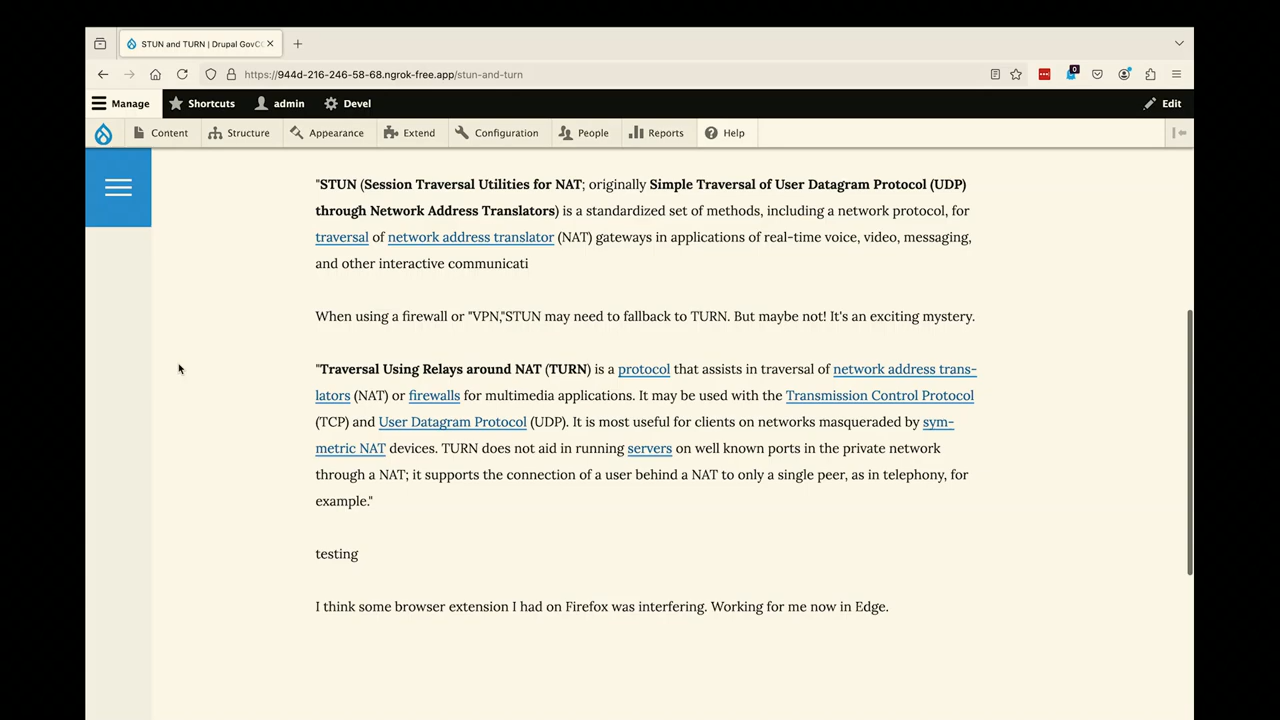 STUN and TURN | Drupal GovC
https://944d-216-246-58-68.ngrok-free.app/stun-and-turn
0
Manage Shortcuts admin Devel Edit
Content Structure Appearance Extend Configuration People Reports Help
"STUN (Session Traversal Utilities for NAT; originally Simple Traversal of User Datagram Protocol (UDP)
through Network Address Translators) is a standardized set of methods, including a network protocol, for
traversal of network address translator (NAT) gateways in applications of real-time voice, video, messaging,
and other interactive communicati
When using a firewall or "VPN,"STUN may need to fallback to TURN. But maybe not! It's an exciting mystery.
"Traversal Using Relays around NAT (TURN) is a protocol that assists in traversal of network address trans-
lators (NAT) or firewalls for multimedia applications. It may be used with the Transmission Control Protocol
(TCP) and User Datagram Protocol (UDP). It is most useful for clients on networks masqueraded by sym-
metric NAT devices. TURN does not aid in running servers on well known ports in the private network
through a NAT; it supports the connection of a user behind a NAT to only a single peer, as in telephony, for
example."
testing
I think some browser extension I had on Firefox was interfering. Working for me now in Edge.